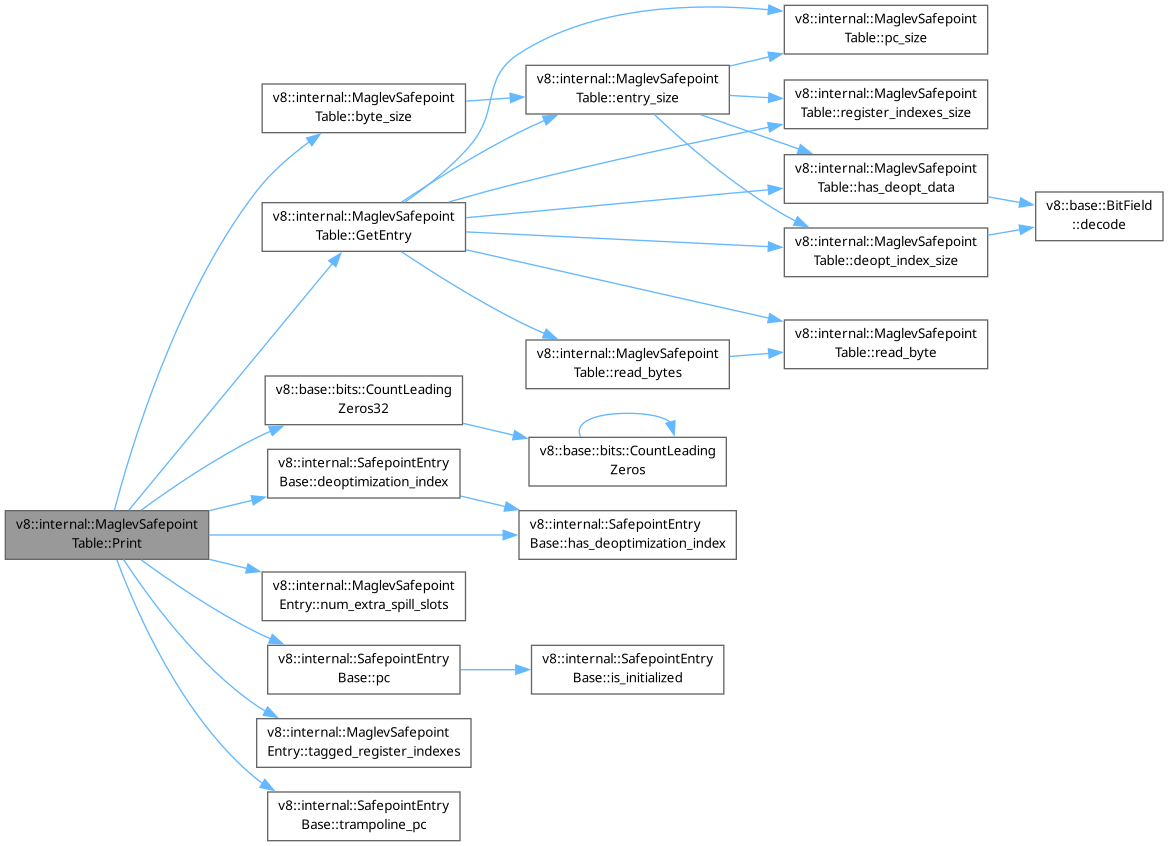 v8::internal::MaglevSafepoint
Table::pc_size
v8::internal::MaglevSafepoint
Table::entry_size
v8::internal::MaglevSafepoint
Table::byte_size
v8::internal::MaglevSafepoint
Table::register_indexes_size
v8::internal::MaglevSafepoint
Table::has_deopt_data
v8::base::BitField
::decode
v8::internal::MaglevSafepoint
Table::GetEntry
v8::internal::MaglevSafepoint
Table::deopt_index_size
v8::internal::MaglevSafepoint
Table::read_byte
v8::internal::MaglevSafepoint
Table::read_bytes
v8::base::bits::CountLeading
Zeros32
v8::base::bits::CountLeading
Zeros
v8::internal::SafepointEntry
Base::deoptimization_index
v8::internal::MaglevSafepoint
Table::Print
v8::internal::SafepointEntry
Base::has_deoptimization_index
v8::internal::MaglevSafepoint
Entry::num_extra_spill_slots
v8::internal::SafepointEntry
Base::pc
v8::internal::SafepointEntry
Base::is_initialized
v8::internal::MaglevSafepoint
Entry::tagged_register_indexes
v8::internal::SafepointEntry
Base::trampoline_pc